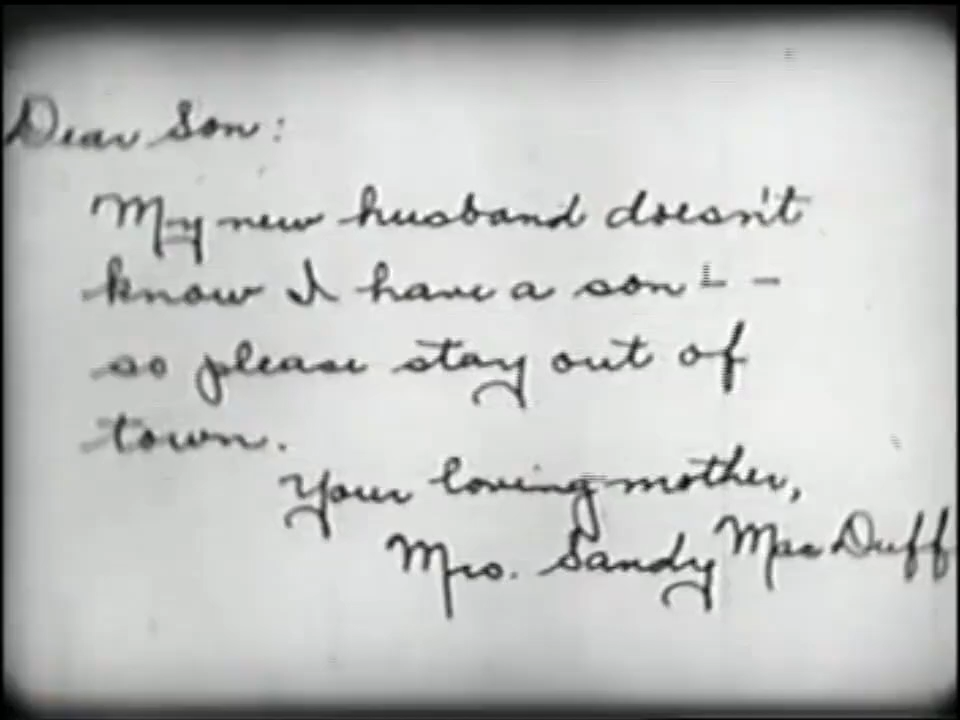 Dear Son:
My new husband doesn't
know I have a son - -
so please stay out of
town.
Your loving mother,
Mrs. Sandy MacDuff